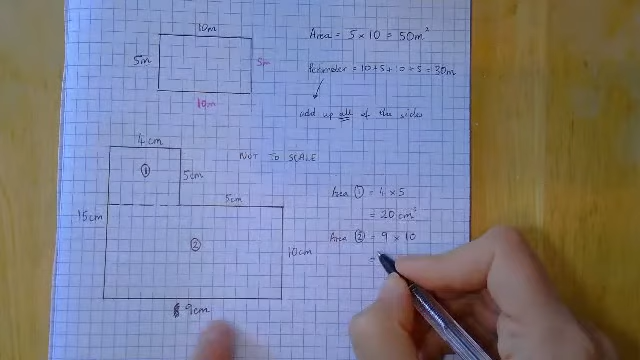 10m
5m
5m
10m
Area = 5 × 10 = 50m²
Perimeter = 10 + 5 + 10 + 5 = 30m
add up all of the sides
4 cm
①
5cm
NOT TO SCALE
5cm
15cm
②
10cm
9cm
Area ① = 4 × 5
= 20 cm²
Area ② = 9 × 10
=